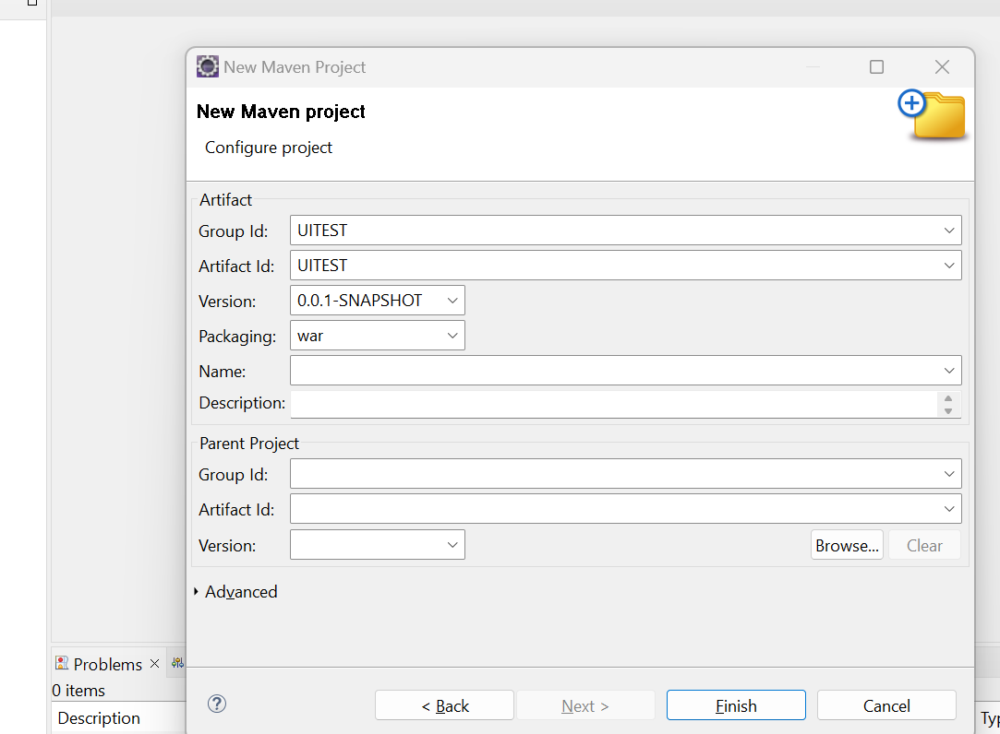 New Maven Project
New Maven project
Configure project
Artifact
Group Id: UITEST
Artifact Id: UITEST
Version: 0.0.1-SNAPSHOT
Packaging: war
Name:
Description:
Parent Project
Group Id:
Artifact Id:
Version:
Browse... Clear
Advanced
Problems
0 items
Description
< Back Next > Finish Cancel